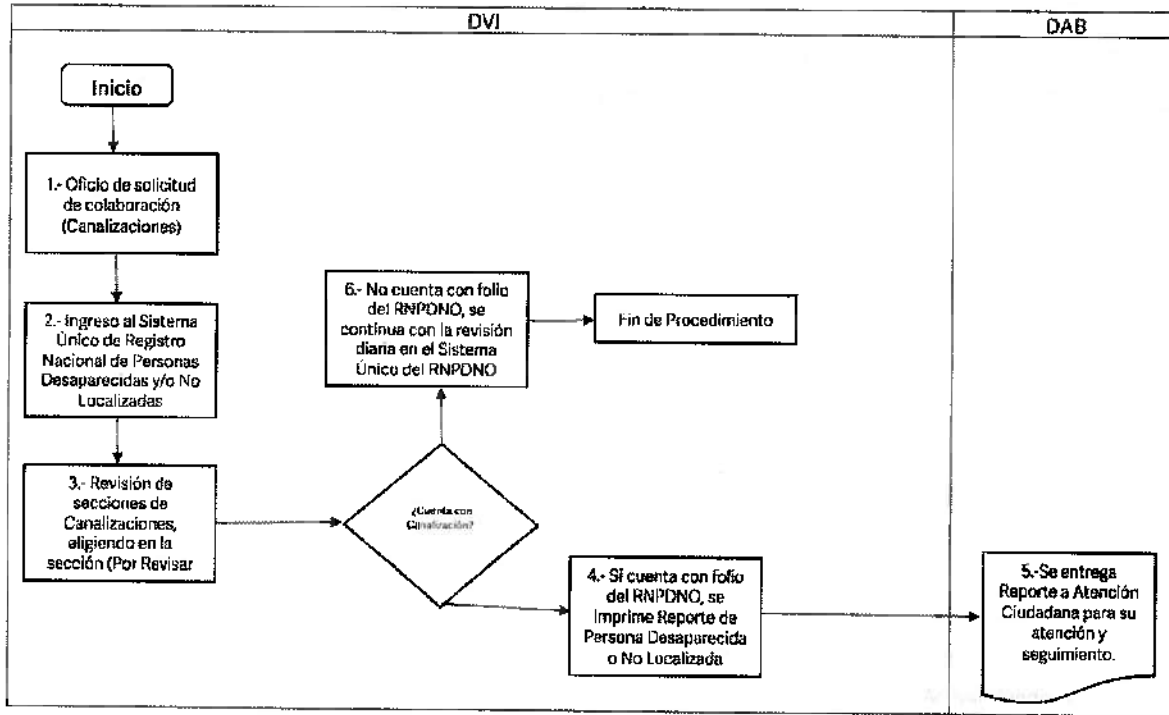 DVI
DAB
Inicio
1.- Oficio de solicitud
de colaboración
(Canalizaciones)
2.- Ingreso al Sistema
Único de Registro
Nacional de Personas
Desaparecidas y/o No
Localizadas
3.- Revisión de
secciones de
Canalizaciones,
eligiendo en la
sección (Por Revisar
¿Cuenta con
Canalización?
6.- No cuenta con folio
del RNPDNO, se
continua con la revisión
diaria en el Sistema
Único del RNPDNO
Fin de Procedimiento
4.- Si cuenta con folio
del RNPDNO, se
Imprime Reporte de
Persona Desaparecida
o No Localizada
5.-Se entrega
Reporte a Atención
Ciudadana para su
atención y
seguimiento.